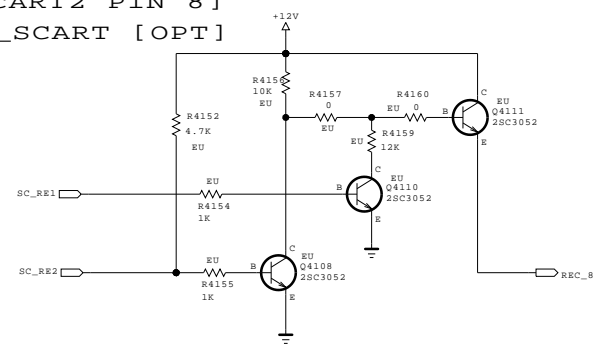 CART2 PIN 8]
_SCART [OPT]
+12V
R4156
10K
EU
R4152
4.7K
EU
R4157
0
EU
R4160
EU 0
R4159
EU
12K
C
B
E
EU
Q4111
2SC3052
SC_RE1
EU
R4154
1K
C
B
E
EU
Q4110
2SC3052
SC_RE2
EU
R4155
1K
C
B
E
EU
Q4108
2SC3052
REC_8